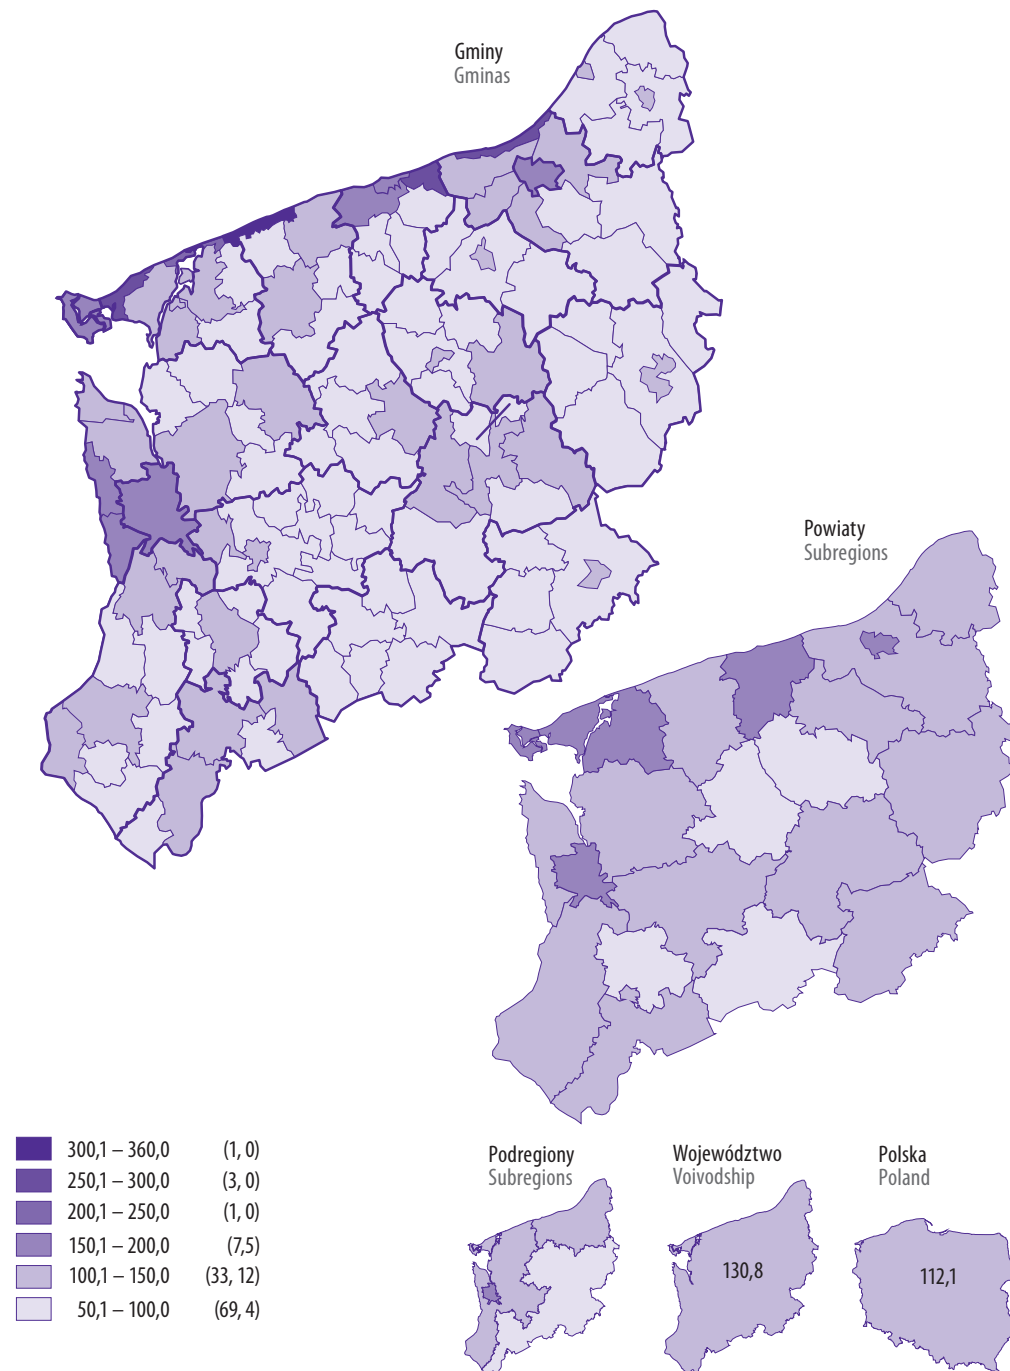 Gminy
Gminas
Powiaty
Subregions
300,1 – 360,0 (1, 0)
250,1 – 300,0 (3, 0)
200,1 – 250,0 (1, 0)
150,1 – 200,0 (7,5)
100,1 – 150,0 (33, 12)
50,1 – 100,0 (69, 4)
Podregiony
Subregions
Województwo
Voivodship
130,8
Polska
Poland
112,1